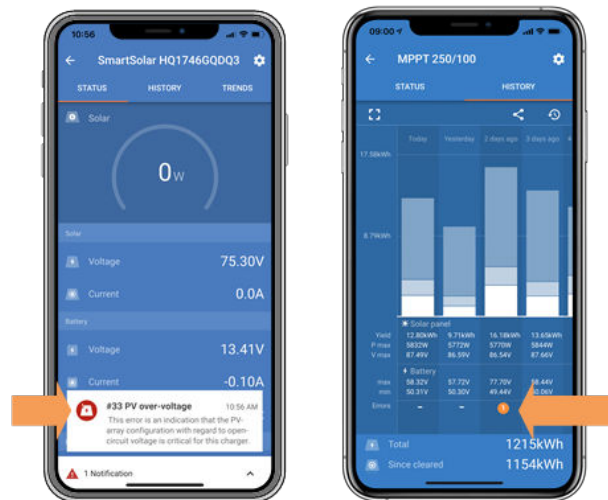 10:56
SmartSolar HQ1746GQDQ3
STATUS HISTORY TRENDS
Solar
0W
Solar
Voltage 75.30V
Current 0.0A
Battery
Voltage 13.41V
Current -0.10A
#33 PV over-voltage 10:56 AM
This error is an indication that the PV-
array configuration with regard to open-
circuit voltage is critical for this charger.
1 Notification
09:00
MPPT 250/100
STATUS HISTORY
Today Yesterday 2 days ago 3 days ago
17.58kWh
8.79kWh
Solar panel
Yield 12.80kWh 9.71kWh 16.18kWh 13.65kWh
P max 5832W 5772W 5770W 5844W
V max 87.49V 86.59V 86.54V 87.66V
Battery
max 58.32V 57.72V 77.70V 58.44V
min 50.31V 50.30V 49.44V
Errors – – 1
Total 1215kWh
Since cleared 1154kWh